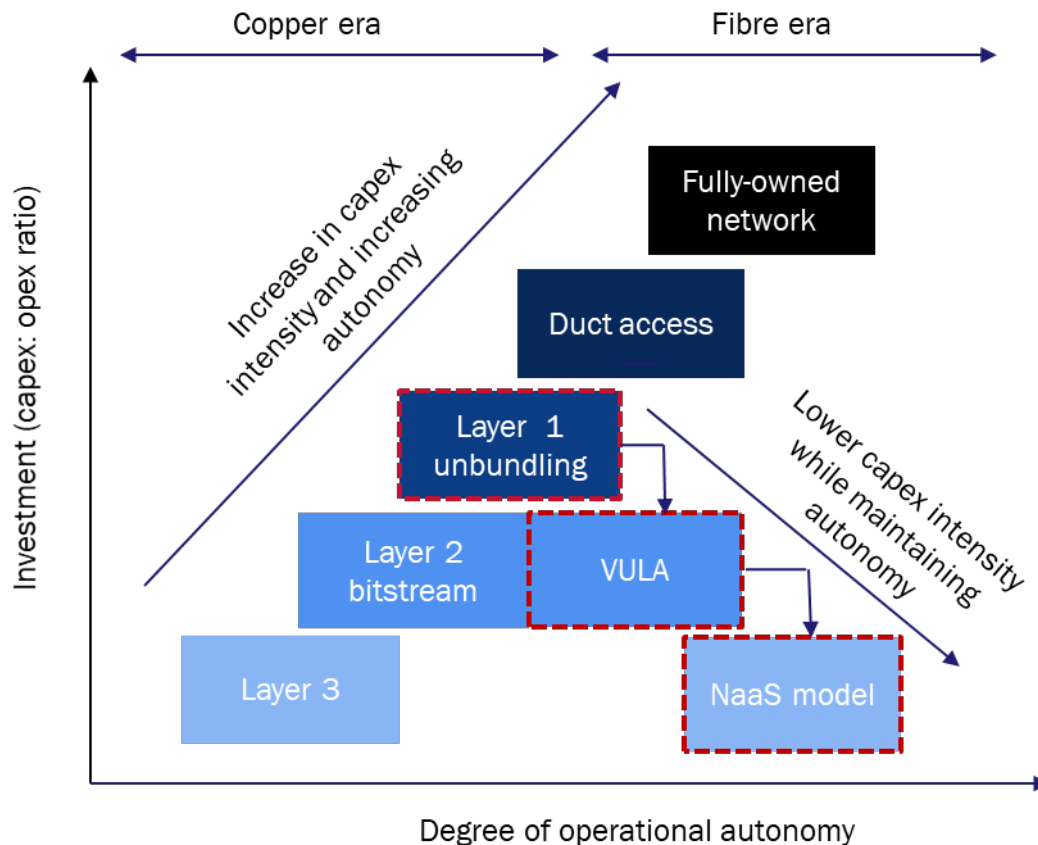 Copper era
Fibre era
Investment (capex: opex ratio)
Increase in capex
intensity and increasing
autonomy
Fully-owned
network
Duct access
Layer 1
unbundling
Lower capex intensity
while maintaining
autonomy
Layer 2
bitstream
VULA
Layer 3
NaaS model
Degree of operational autonomy